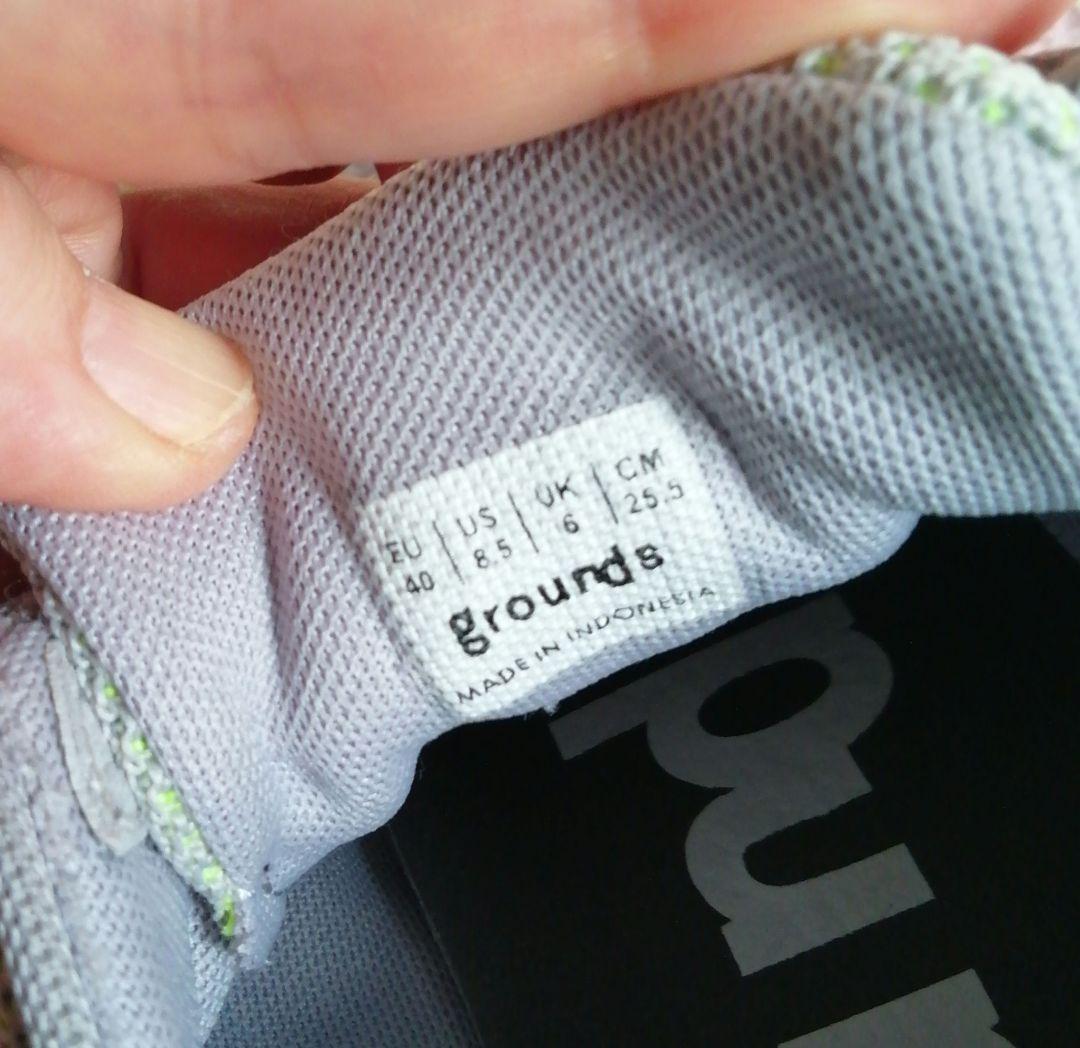 EU | US | UK | CM
40 | 8.5 | 6 | 25.5
grounds
MADE IN INDONESIA